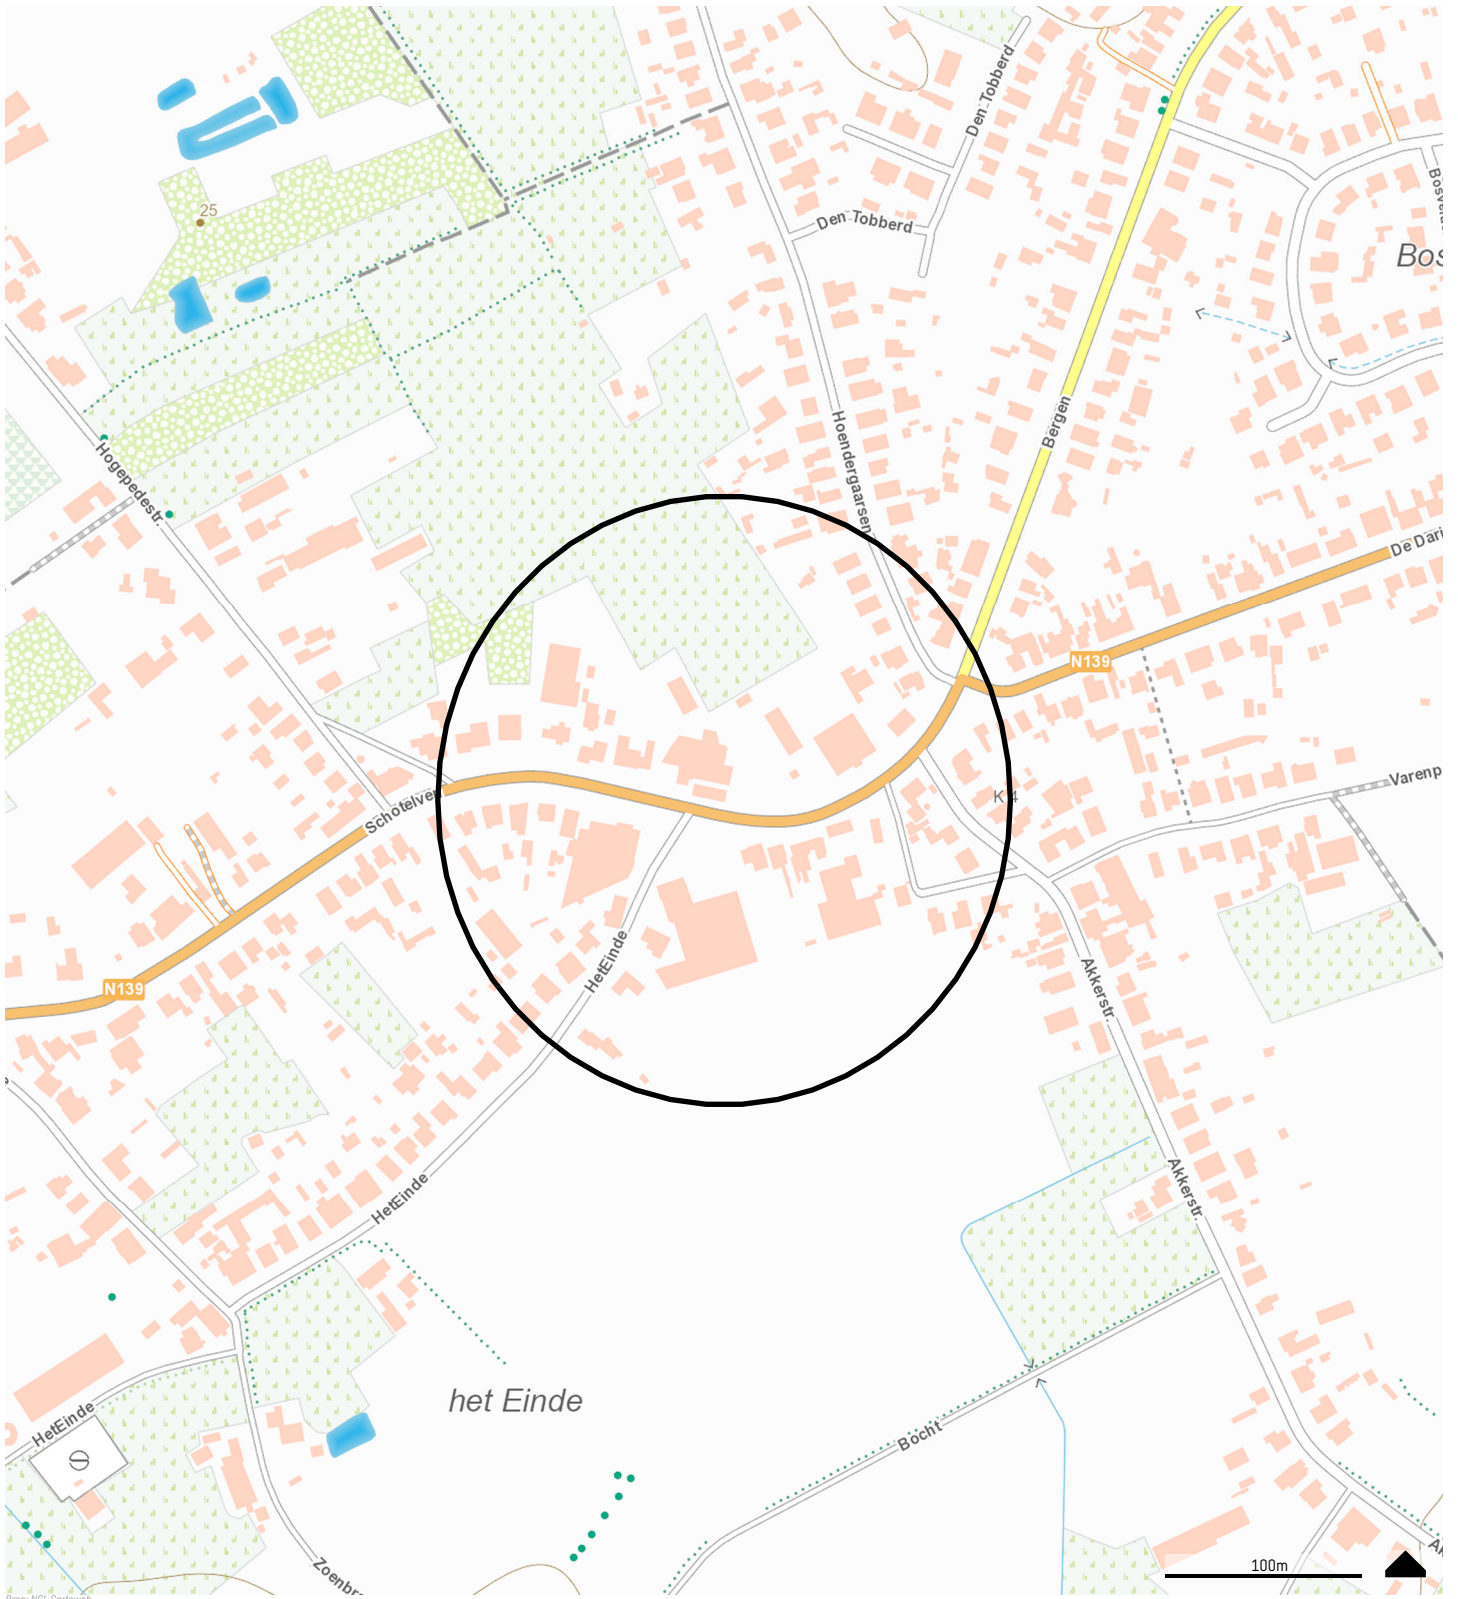 Den Tobberd
25
Den Tobberd
Bergen
Bos
Hoendergaarsen
Hogepedestr.
De Dari
N139
K 4
Varenp
Schotelven
HetEinde
N139
Akkerstr.
HetEinde
Akkerstr.
het Einde
HetEinde
Bocht
Zoenbr
100m